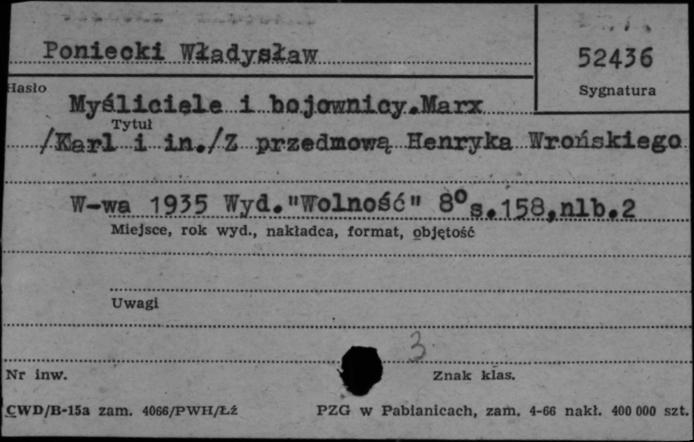 Poniecki Władysław
52436
Hasło
Sygnatura
Myśliciele i bojownicy.Marx
Tytuł
/Karl i in./Z przedmową Henryka Wrońskiego
W-wa 1935 Wyd."Wolność" 8° s.158,nlb.2
Miejsce, rok wyd., nakładca, format, objętość
Uwagi
3
Nr inw.
Znak klas.
CWD/B-15a zam. 4066/PWH/Łź
PZG w Pabianicach, zam. 4-66 nakł. 400 000 szt.